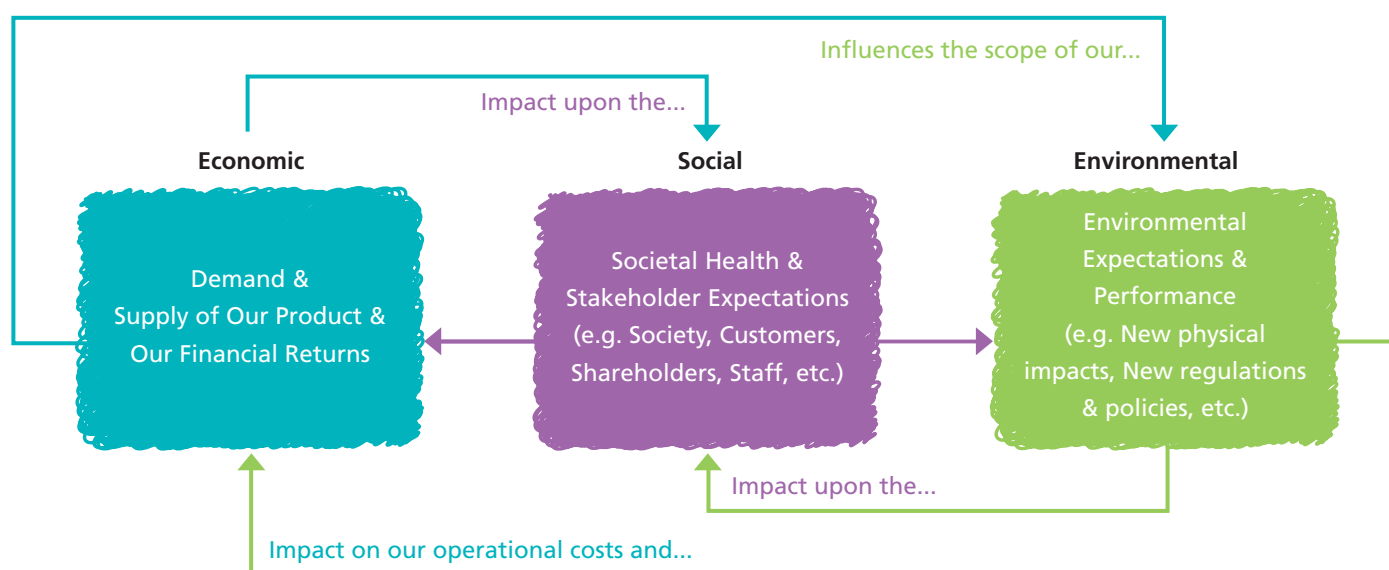 Influences the scope of our...
Impact upon the...
Economic
Social
Environmental
Demand &
Supply of Our Product &
Our Financial Returns
Societal Health &
Stakeholder Expectations
(e.g. Society, Customers,
Shareholders, Staff, etc.)
Environmental
Expectations &
Performance
(e.g. New physical
impacts, New regulations
& policies, etc.)
Impact upon the...
Impact on our operational costs and...